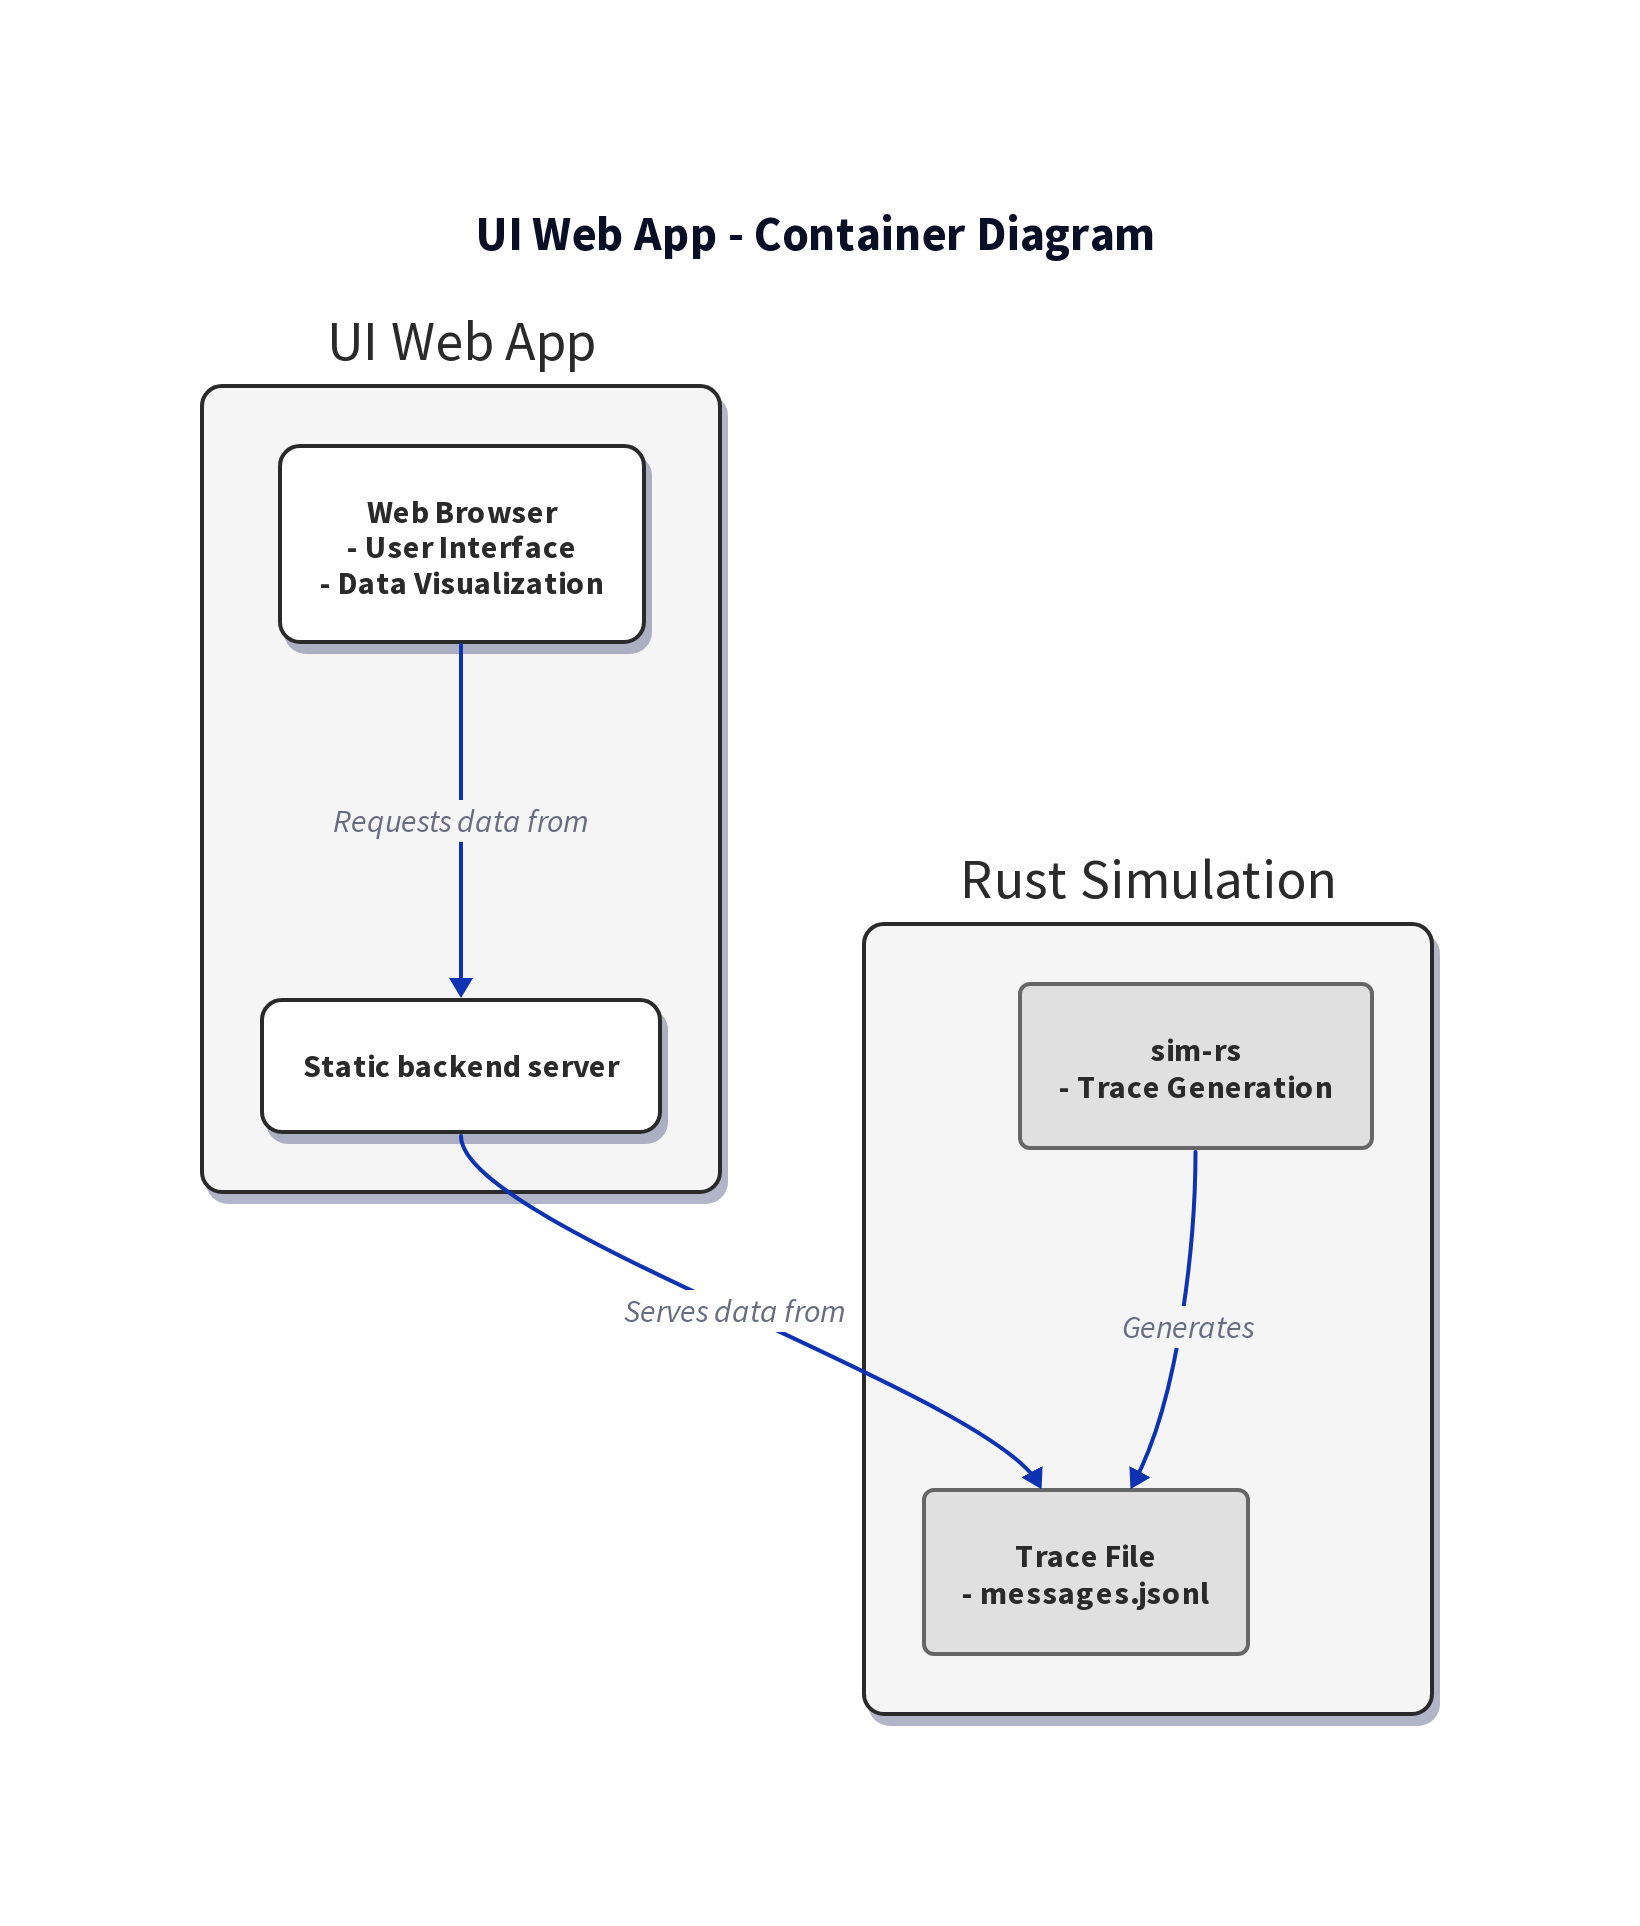 UI Web App - Container Diagram
UI Web App
Web Browser
- User Interface
- Data Visualization
Requests data from
Static backend server
Serves data from
Rust Simulation
sim-rs
- Trace Generation
Generates
Trace File
- messages.jsonl